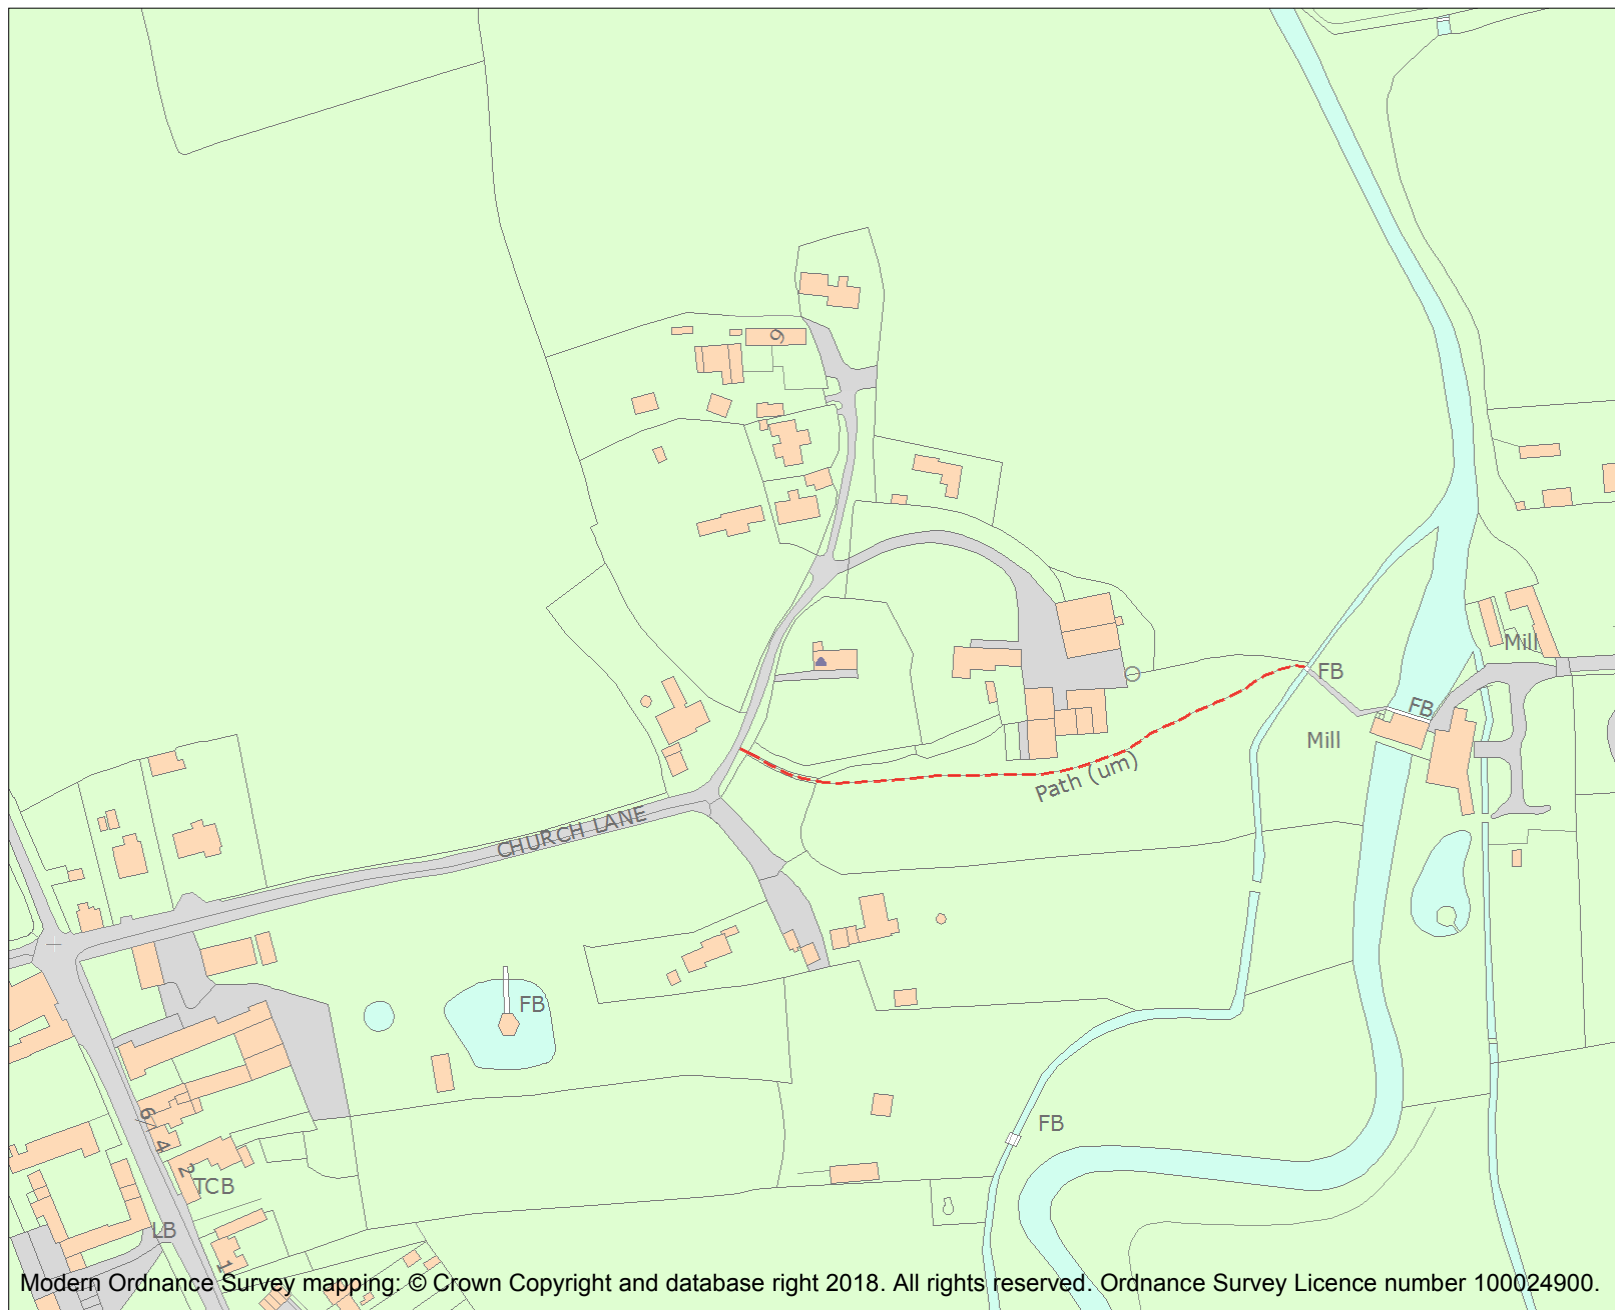 9
Mill
FB
FB
Mill
Path (um)
CHURCH LANE
FB
6
4
FB
2
TCB
LB
1
Modern Ordnance Survey mapping: © Crown Copyright and database right 2018. All rights reserved. Ordnance Survey Licence number 100024900.